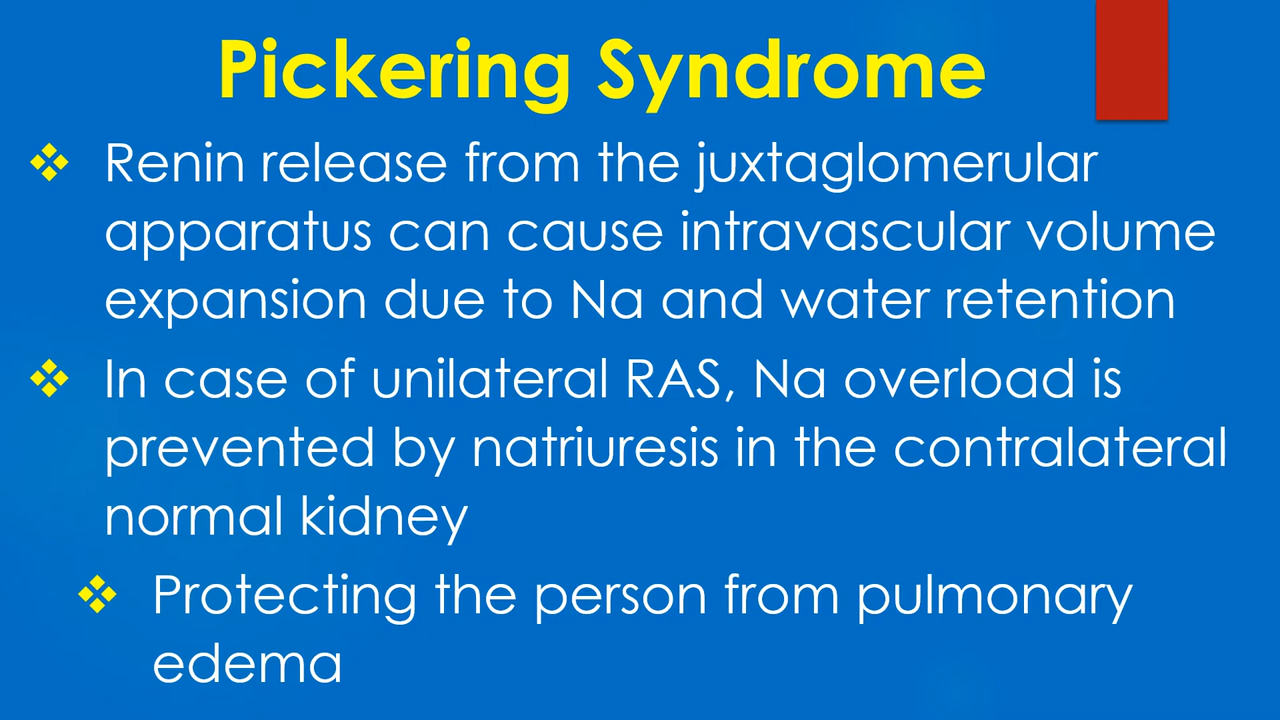 Pickering Syndrome
❖ Renin release from the juxtaglomerular
apparatus can cause intravascular volume
expansion due to Na and water retention
❖ In case of unilateral RAS, Na overload is
prevented by natriuresis in the contralateral
normal kidney
❖ Protecting the person from pulmonary
edema